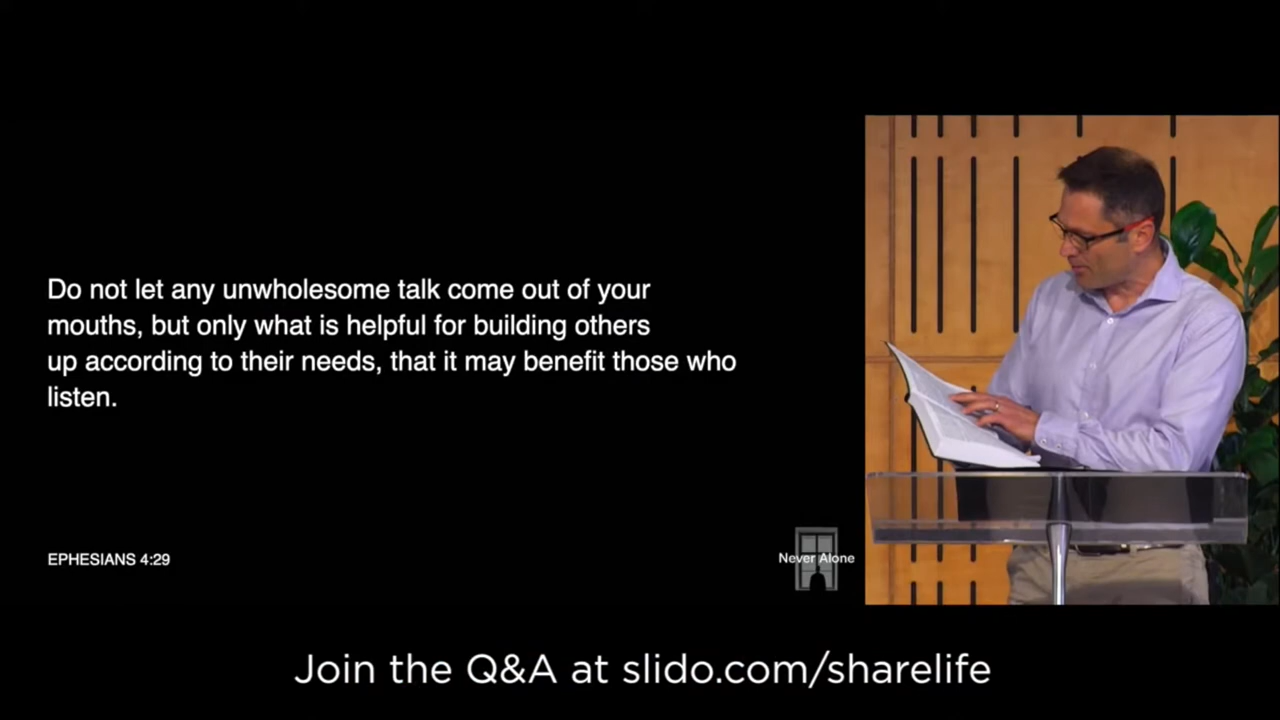 Do not let any unwholesome talk come out of your
mouths, but only what is helpful for building others
up according to their needs, that it may benefit those who
listen.
EPHESIANS 4:29
Never Alone
Join the Q&A at slido.com/sharelife